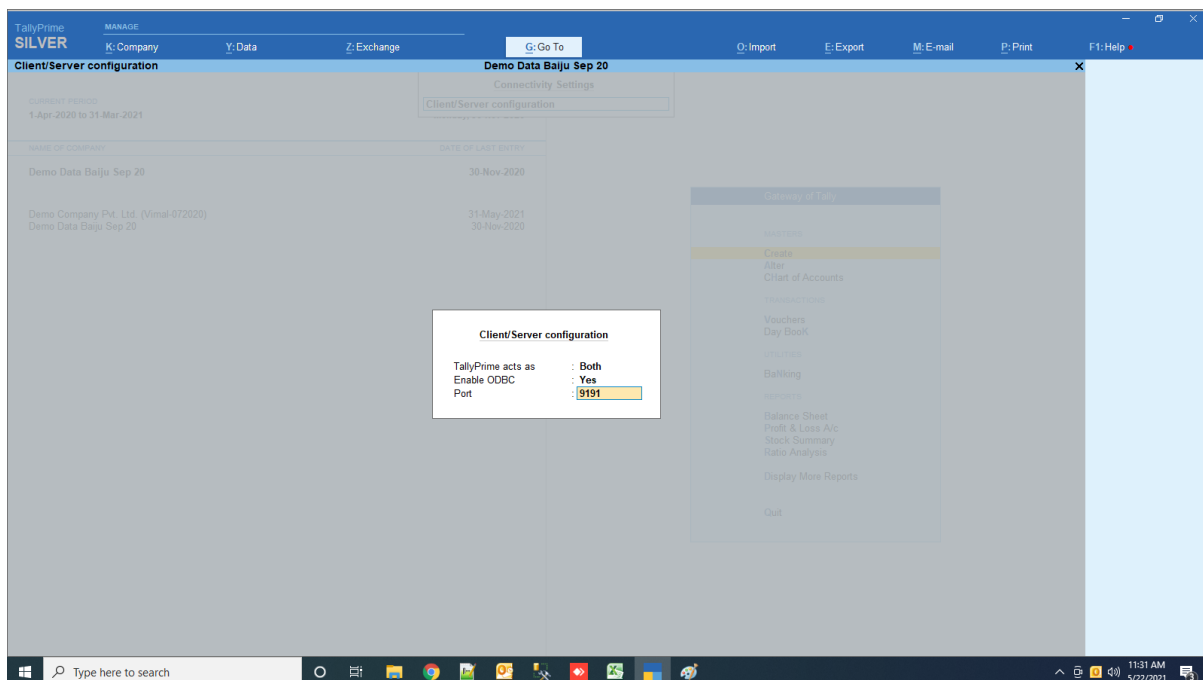 TallyPrime
MANAGE
SILVER
K: Company
Y: Data
Z: Exchange
G: Go To
O: Import
E: Export
M: E-mail
P: Print
F1: Help
Client/Server configuration
Demo Data Baiju Sep 20
Connectivity Settings
Client/Server configuration
CURRENT PERIOD
1-Apr-2020 to 31-Mar-2021
NAME OF COMPANY
DATE OF LAST ENTRY
Demo Data Baiju Sep 20
30-Nov-2020
Demo Company Pvt. Ltd. (Vimal-072020)
31-May-2021
Demo Data Baiju Sep 20
30-Nov-2020
Gateway of Tally
MASTERS
Create
Alter
CHart of Accounts
TRANSACTIONS
Vouchers
Day BooK
UTILITIES
BaNking
REPORTS
Balance Sheet
Profit & Loss A/c
Stock Summary
Ratio Analysis
Display More Reports
Quit
Client/Server configuration
TallyPrime acts as : Both
Enable ODBC : Yes
Port : 9191
Type here to search
11:31 AM
5/22/2021